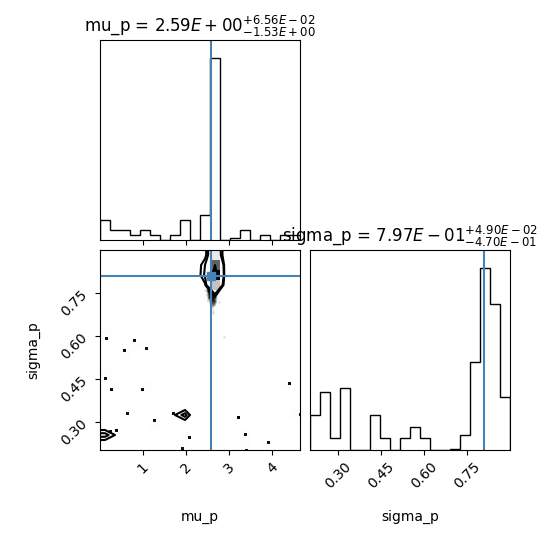 mu_p = 2.59E + 00+6.56E − 02 −1.53E + 00
sigma_p = 7.97E − 01+4.90E − 02 −4.70E − 01
0.75
0.60
0.45
0.30
sigma_p
1 2 3 4
0.30 0.45 0.60 0.75
mu_p
sigma_p